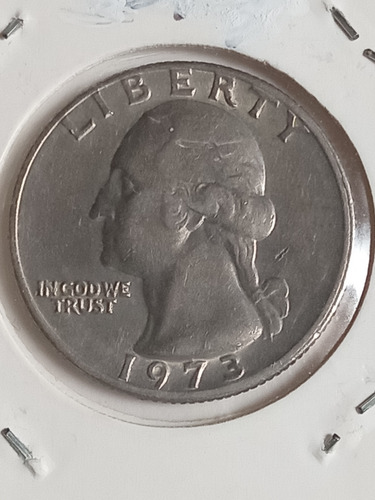 LIBERTY
IN GOD WE
TRUST
1973